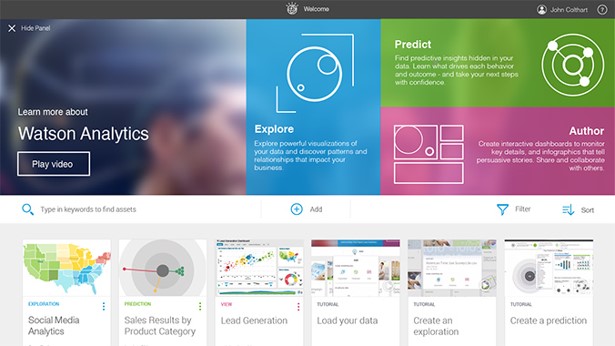 Welcome
John Colthart
?
× Hide Panel
Learn more about
Watson Analytics
Play video
Explore
Explore powerful visualizations of
your data and discover patterns and
relationships that impact your
business.
Predict
Find predictive insights hidden in your
data. Learn what drives each behavior
and outcome - and take your next steps
with confidence.
Author
Create interactive dashboards to monitor
key details, and infographics that tell
persuasive stories. Share and collaborate
with others.
Type in keywords to find assets
Add
Filter
Sort
EXPLORATION
Social Media
Analytics
PREDICTION
Sales Results by
Product Category
VIEW
Lead Generation
TUTORIAL
Load your data
TUTORIAL
Create an
exploration
TUTORIAL
Create a prediction